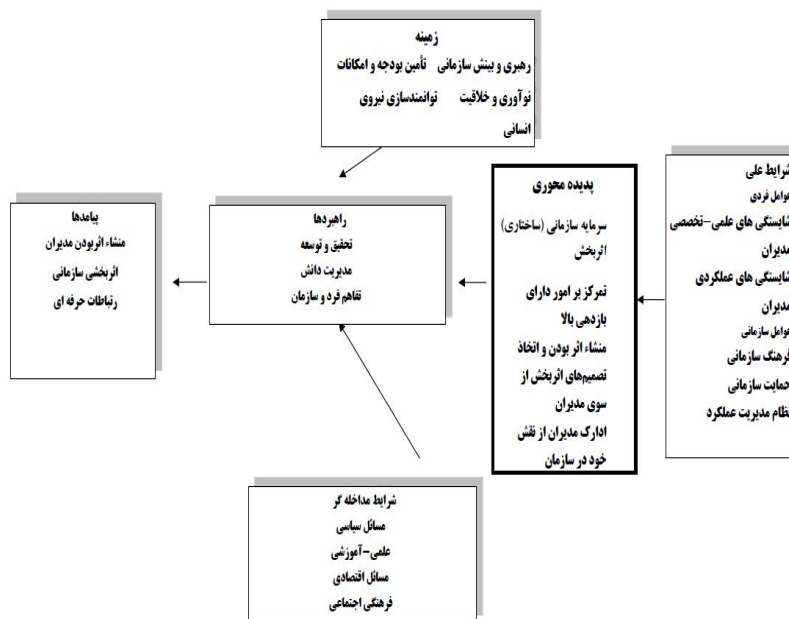 زمینه
رهبری و بینش سازمانی تأمین بودجه و امکانات
نوآوری و خلاقیت توانمندسازی نیروی
انسانی
شرایط علی
عوامل فردی
شایستگی های علمی-تخصصی
مدیران
شایستگی های عملکردی
مدیران
عوامل سازمانی
فرهنگ سازمانی
حمایت سازمانی
نظام مدیریت عملکرد
پدیده محوری
سرمایه سازمانی (ساختاری)
اثربخش
تمرکز بر امور دارای
بازدهی بالا
منشاء اثر بودن و اتخاذ
تصمیم‌های اثربخش از
سوی مدیران
ادارک مدیران از نقش
خود در سازمان
راهبردها
تحقیق و توسعه
مدیریت دانش
تفاهم فرد و سازمان
پیامدها
منشاء اثربودن مدیران
اثربخشی سازمانی
رتباطات حرفه ای
شرایط مداخله گر
مسائل سیاسی
علمی-آموزشی
مسائل اقتصادی
فرهنگی اجتماعی